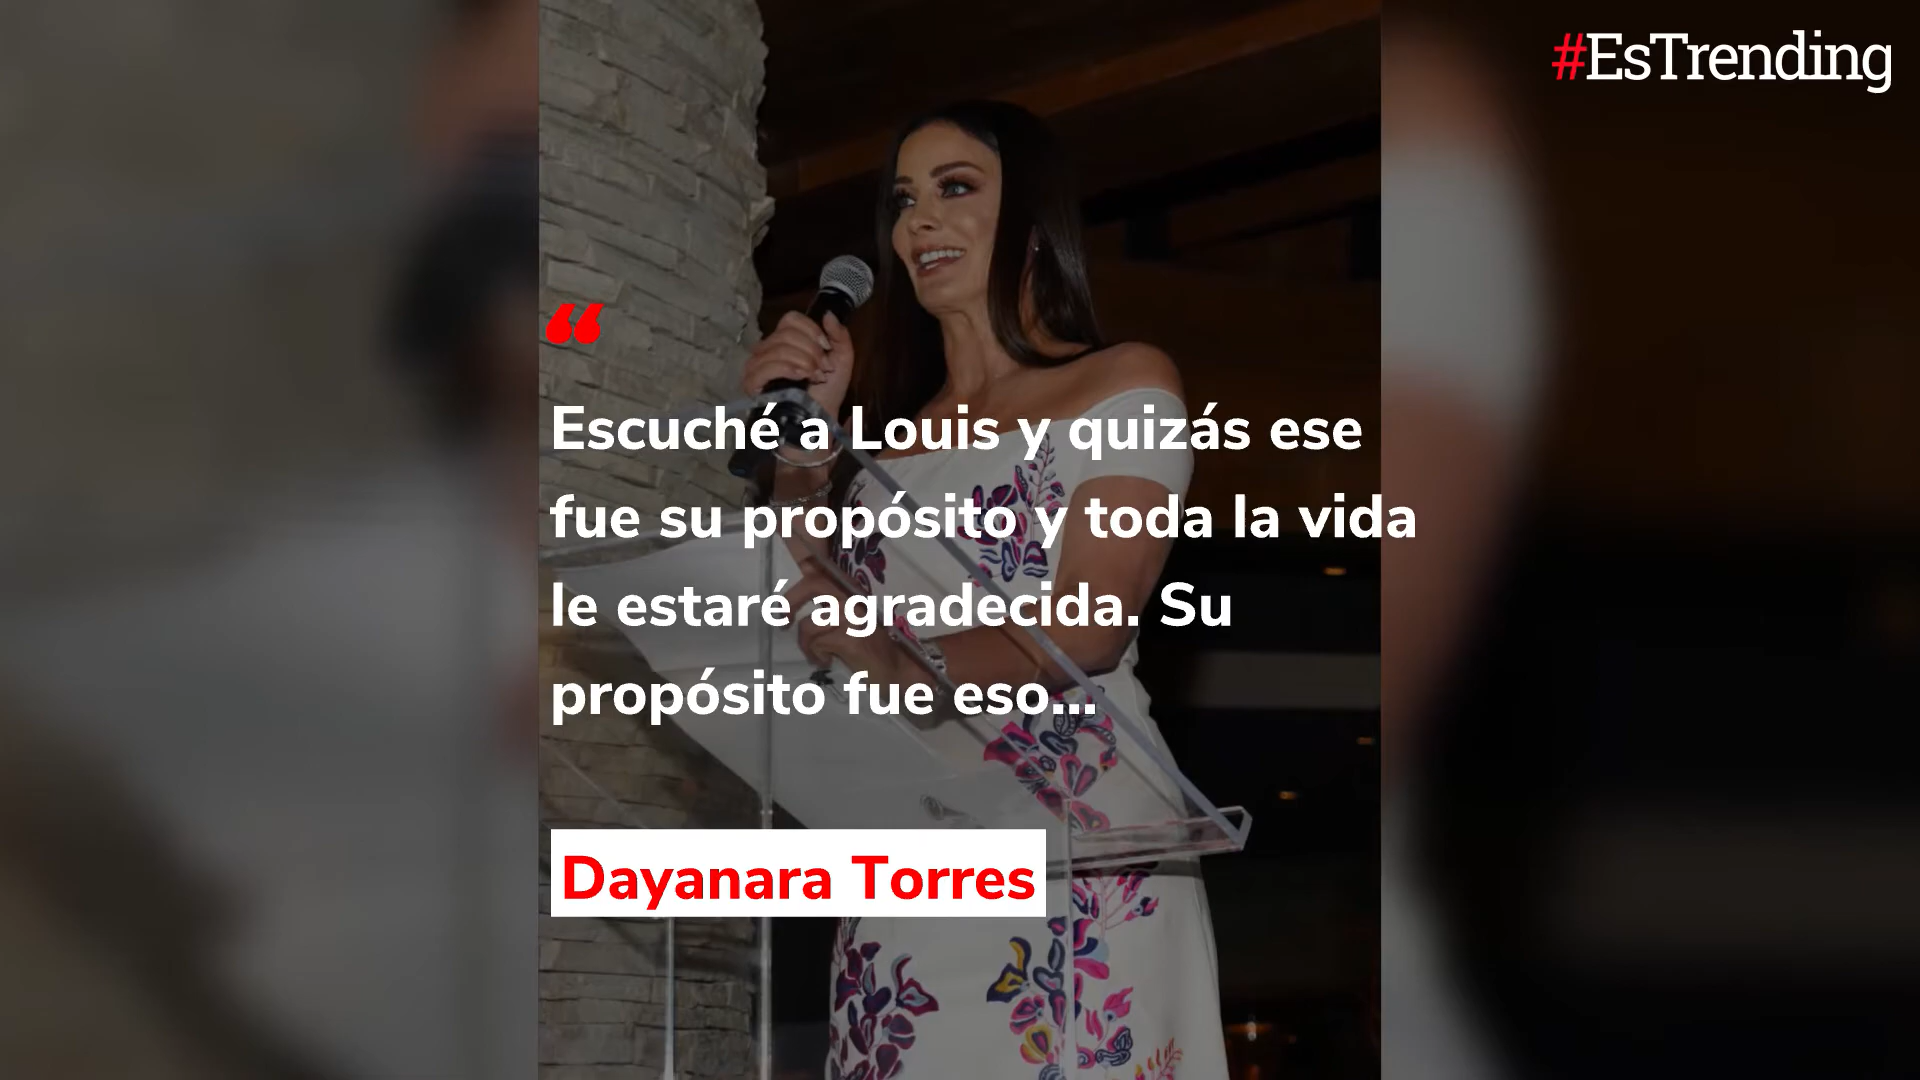 #EsTrending
“
Escuché a Louis y quizás ese
fue su propósito y toda la vida
le estaré agradecida. Su
propósito fue eso...
Dayanara Torres